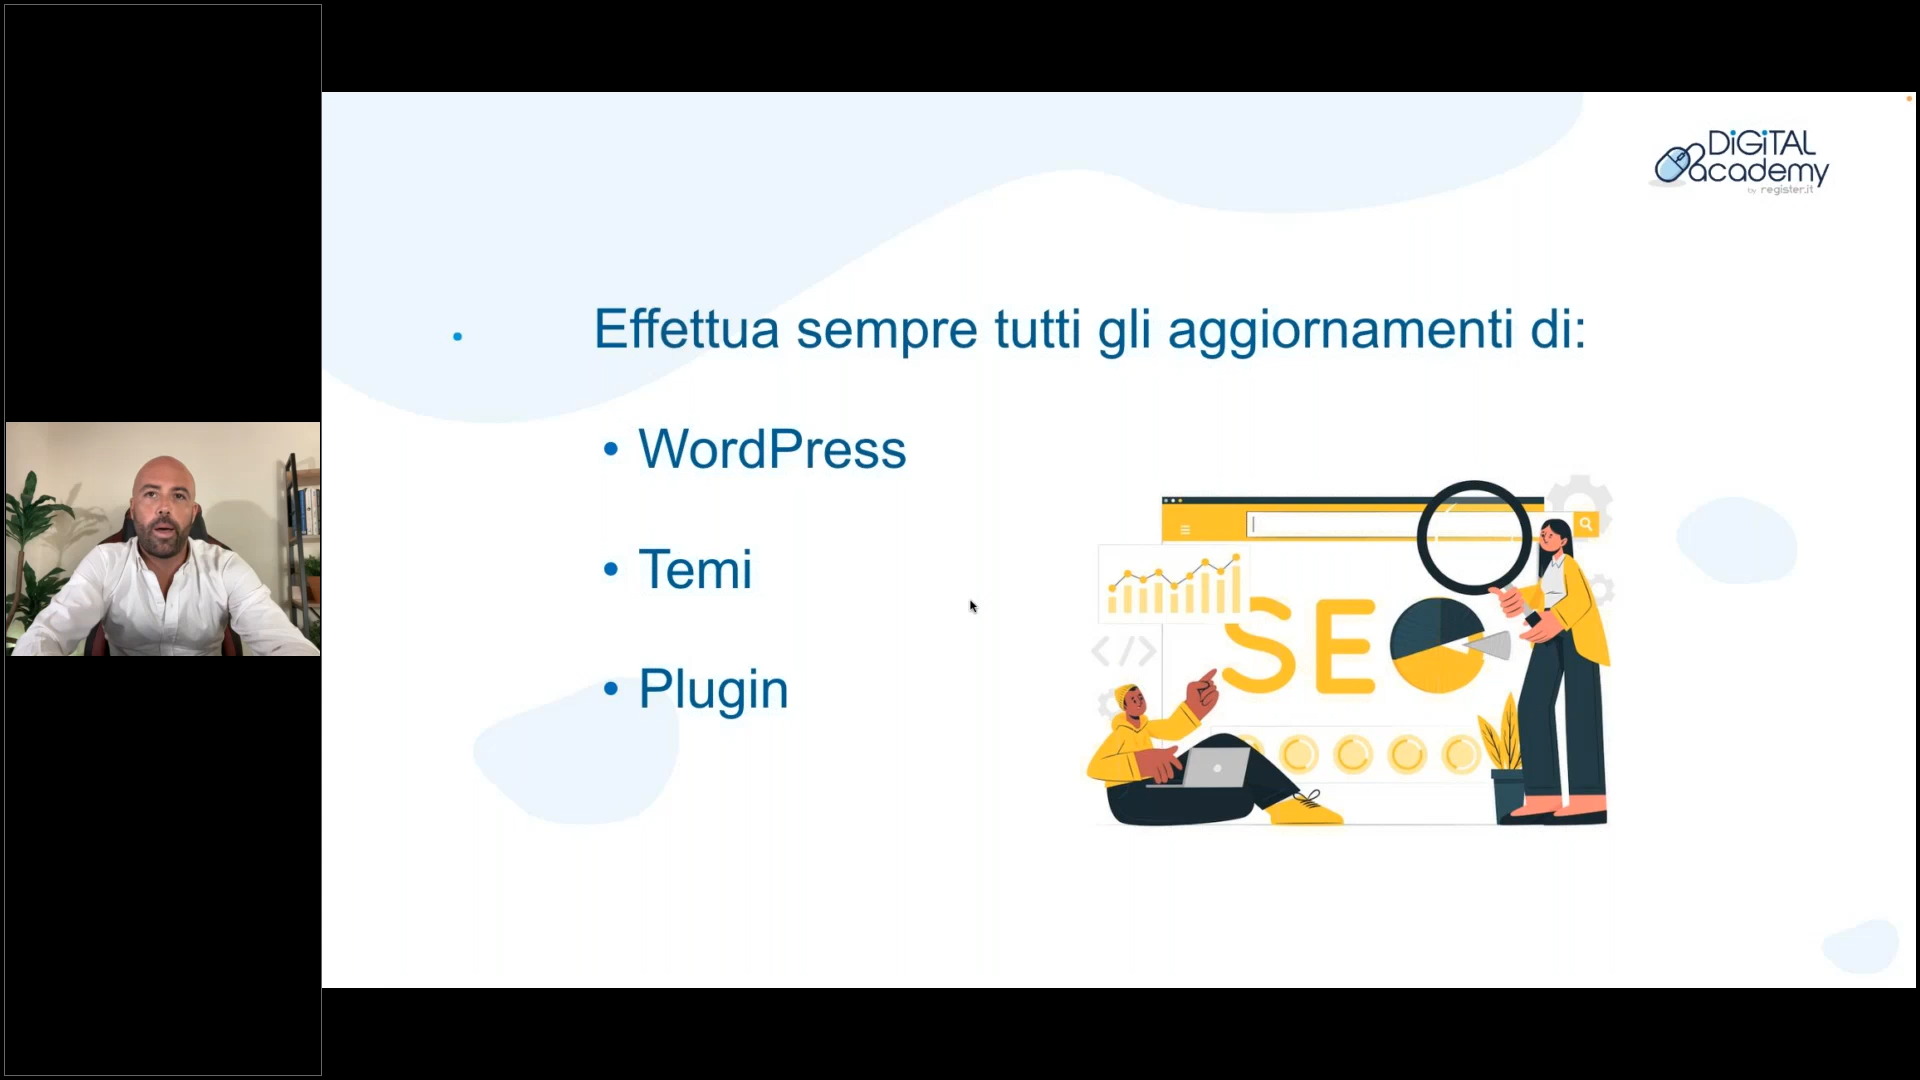 DiGiTAL
academy
by register.it
Effettua sempre tutti gli aggiornamenti di:
• WordPress
• Temi
• Plugin
</>
SEO